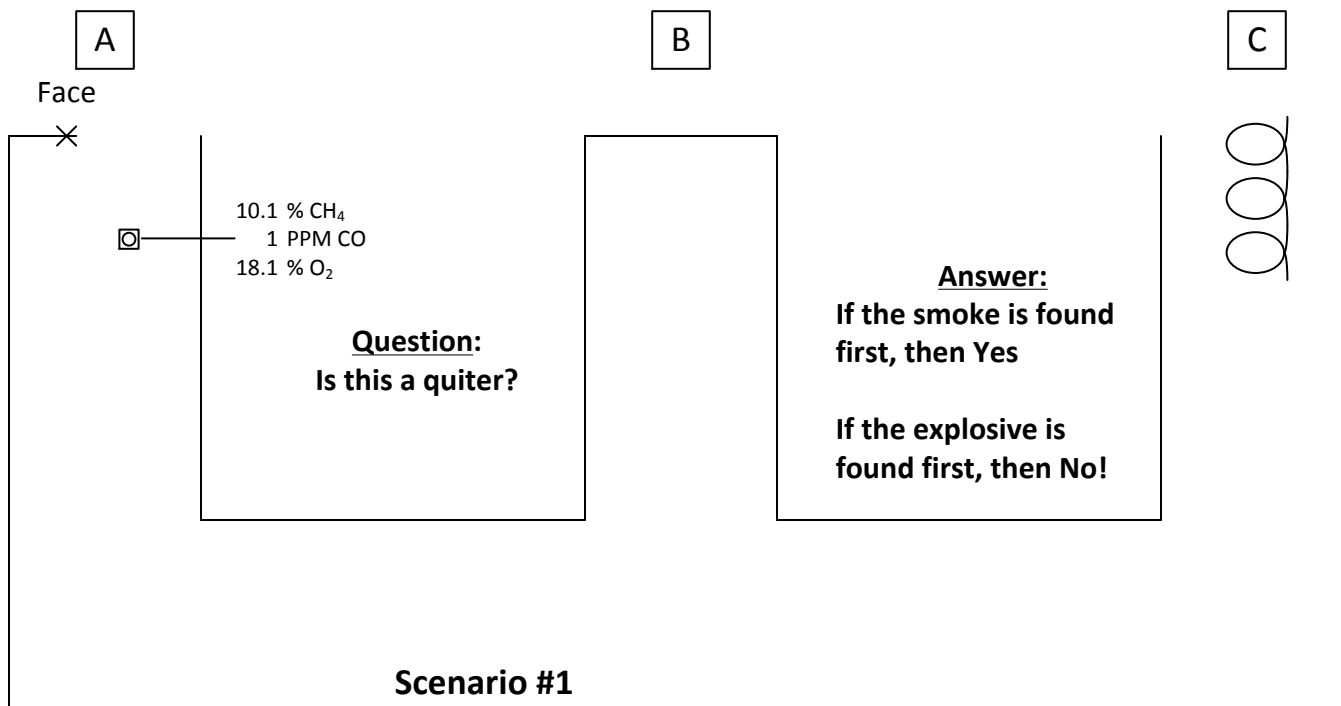 A
B
C
Face
10.1 % CH₄
1 PPM CO
18.1 % O₂
Question:
Is this a quiter?
Answer:
If the smoke is found
first, then Yes
If the explosive is
found first, then No!
Scenario #1